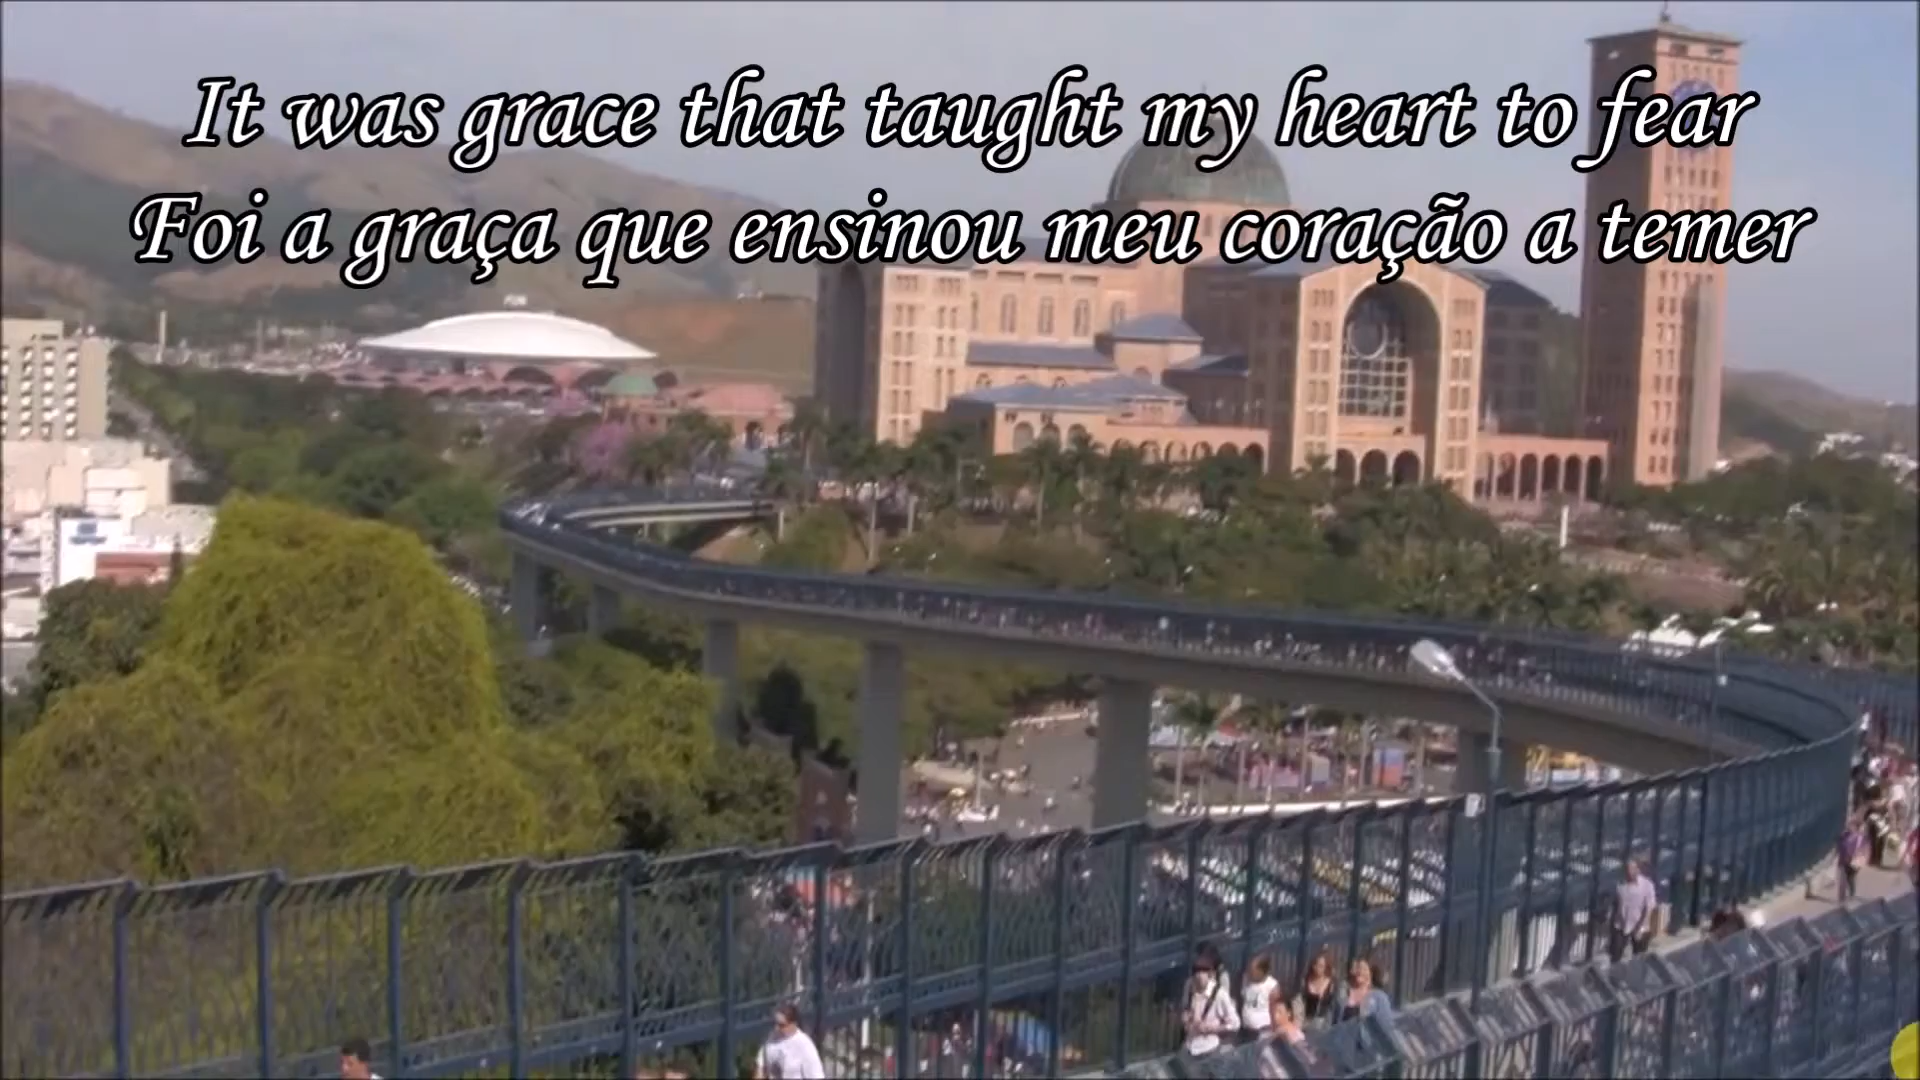 It was grace that taught my heart to fear
Foi a graça que ensinou meu coração a temer